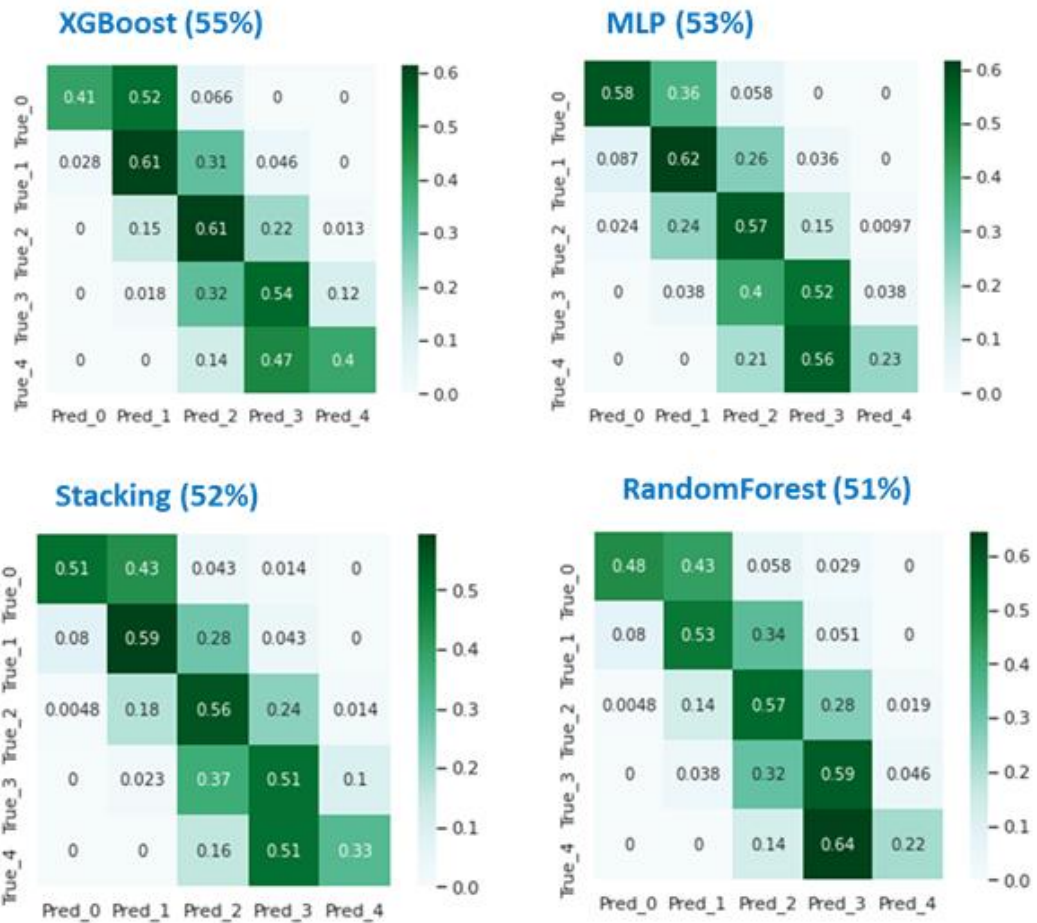 XGBoost (55%)
0.41 0.52 0.066 0 0
0.028 0.61 0.31 0.046 0
0 0.15 0.61 0.22 0.013
0 0.018 0.32 0.54 0.12
0 0 0.14 0.47 0.4
True_0
True_1
True_2
True_3
True_4
Pred_0 Pred_1 Pred_2 Pred_3 Pred_4
0.6
0.5
0.4
0.3
0.2
0.1
0.0
MLP (53%)
0.58 0.36 0.058 0 0
0.087 0.62 0.26 0.036 0
0.024 0.24 0.57 0.15 0.0097
0 0.038 0.4 0.52 0.038
0 0 0.21 0.56 0.23
True_0
True_1
True_2
True_3
True_4
Pred_0 Pred_1 Pred_2 Pred_3 Pred_4
0.6
0.5
0.4
0.3
0.2
0.1
0.0
Stacking (52%)
0.51 0.43 0.043 0.014 0
0.08 0.59 0.28 0.043 0
0.0048 0.18 0.56 0.24 0.014
0 0.023 0.37 0.51 0.1
0 0 0.16 0.51 0.33
True_0
True_1
True_2
True_3
True_4
Pred_0 Pred_1 Pred_2 Pred_3 Pred_4
0.5
0.4
0.3
0.2
0.1
0.0
RandomForest (51%)
0.48 0.43 0.058 0.029 0
0.08 0.53 0.34 0.051 0
0.0048 0.14 0.57 0.28 0.019
0 0.038 0.32 0.59 0.046
0 0 0.14 0.64 0.22
True_0
True_1
True_2
True_3
True_4
Pred_0 Pred_1 Pred_2 Pred_3 Pred_4
0.6
0.5
0.4
0.3
0.2
0.1
0.0